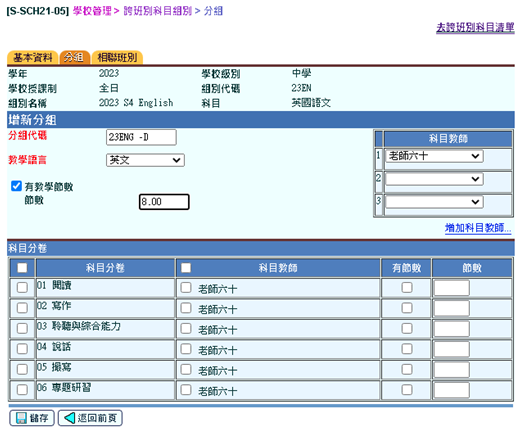 [S-SCH21-05] 學校管理 > 跨班別科目組別 > 分組
去跨班別科目清單
基本資料 分組 相聯班別
學年 2023 學校級別 中學
學校授課制 全日 組別代碼 23EN
組別名稱 2023 S4 English 科目 英國語文
增新分組
分組代碼 23ENG -D
教學語言 英文
有教學節數
節數 8.00
科目教師
1 老師六十
2
3
增加科目教師...
科目分卷
科目分卷 科目教師 有節數 節數
01 閱讀 老師六十
02 寫作 老師六十
03 聆聽與綜合能力 老師六十
04 說話 老師六十
05 撮寫 老師六十
06 專題研習 老師六十
儲存 返回前頁